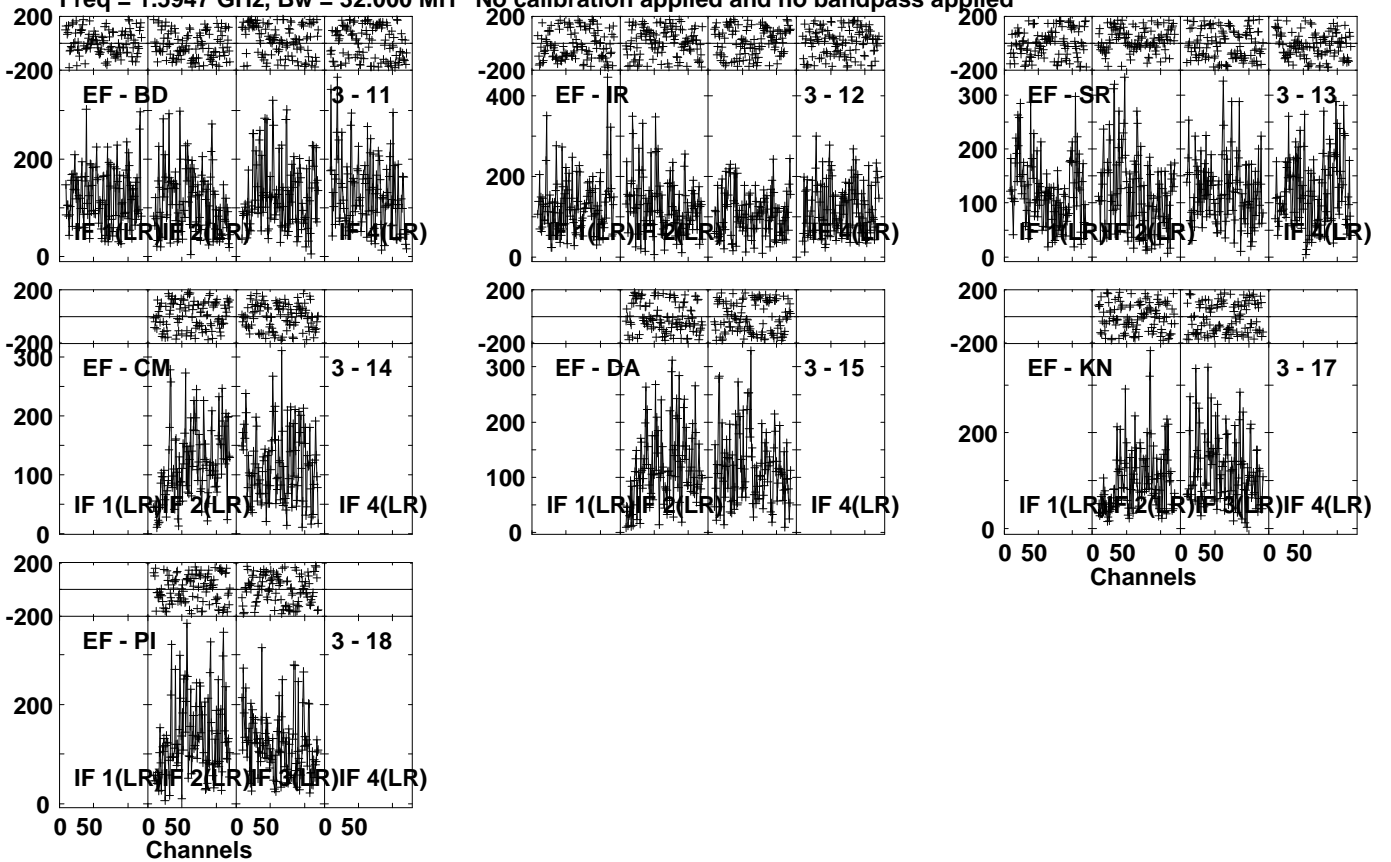 Freq = 1.5947 GHz, Bw = 32.000 MH No calibration applied and no bandpass applied
200
-200
EF - BD 3 - 11
200
0
IF 1(LR) IF 2(LR) IF 4(LR)
200
-200
EF - IR 3 - 12
400
200
0
IF 1(LR) IF 2(LR) IF 4(LR)
200
-200
EF - SR 3 - 13
300
200
100
0
IF 1(LR) IF 2(LR) IF 4(LR)
200
-200
EF - CM 3 - 14
300
200
100
0
IF 1(LR) IF 2(LR) IF 4(LR)
200
-200
EF - DA 3 - 15
300
200
100
0
IF 1(LR) IF 2(LR) IF 4(LR)
200
-200
EF - KN 3 - 17
200
0
IF 1(LR) IF 2(LR) IF 3(LR) IF 4(LR)
0 50 0 50 0 50 0 50
Channels
200
-200
EF - PI 3 - 18
200
0
IF 1(LR) IF 2(LR) IF 3(LR) IF 4(LR)
0 50 0 50 0 50 0 50
Channels